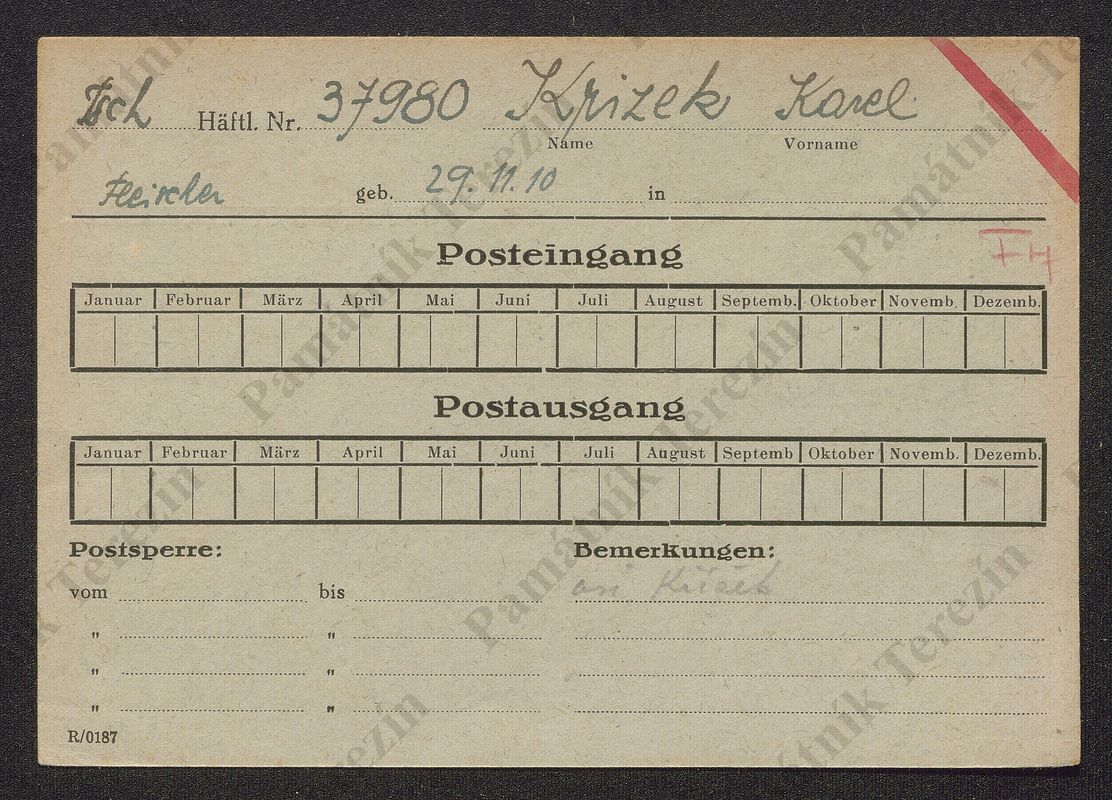 Tsch Häftl. Nr. 37980 Krizek Karel
Name Vorname
Fleischer geb. 29.11.10 in
FH
Posteingang
Januar Februar März April Mai Juni Juli August Septemb. Oktober Novemb. Dezemb.
Postausgang
Januar Februar März April Mai Juni Juli August Septemb Oktober Novemb. Dezemb.
Postsperre: Bemerkungen:
vom bis asi Křížek
" "
" "
" "
R/0187
Památník Terezín